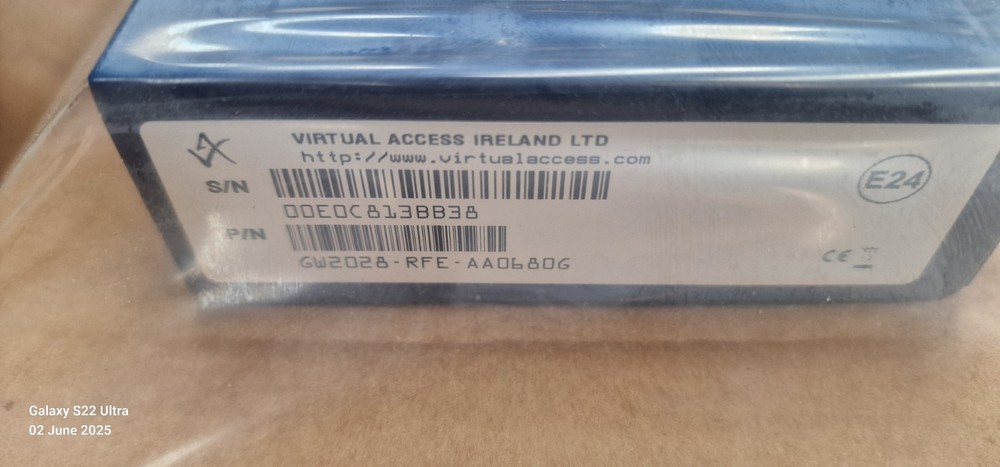 VIRTUAL ACCESS IRELAND LTD
http://www.virtualaccess.com
S/N
00E0C813BB38
P/N
GW2028-RFE-AA0680G
E24
CE
Galaxy S22 Ultra
02 June 2025